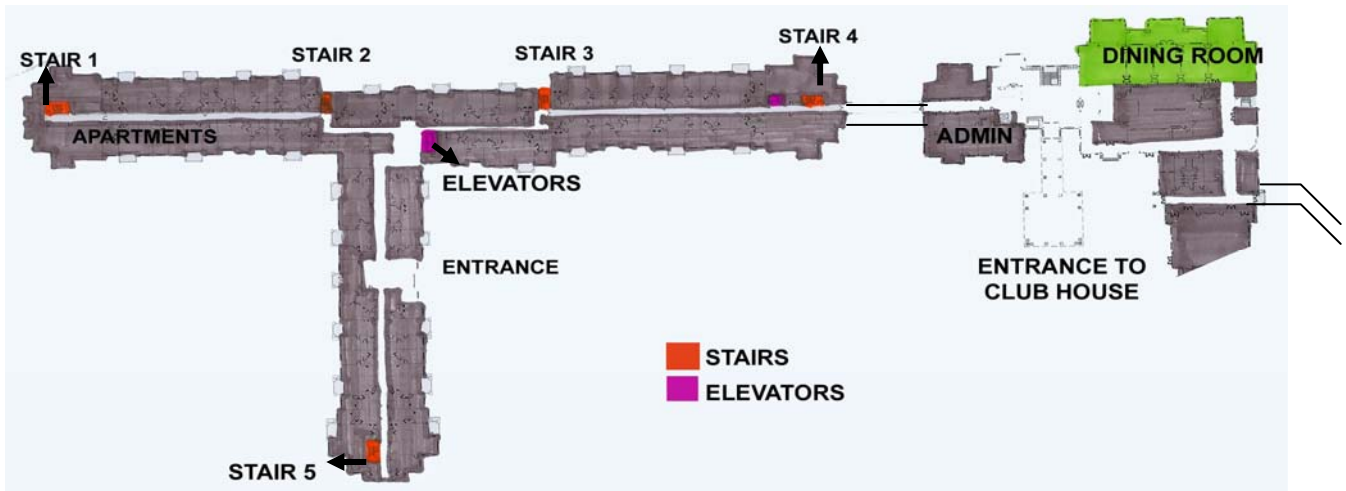 STAIR 1
STAIR 2
STAIR 3
STAIR 4
DINING ROOM
APARTMENTS
ADMIN
ELEVATORS
ENTRANCE
ENTRANCE TO
CLUB HOUSE
STAIRS
ELEVATORS
STAIR 5